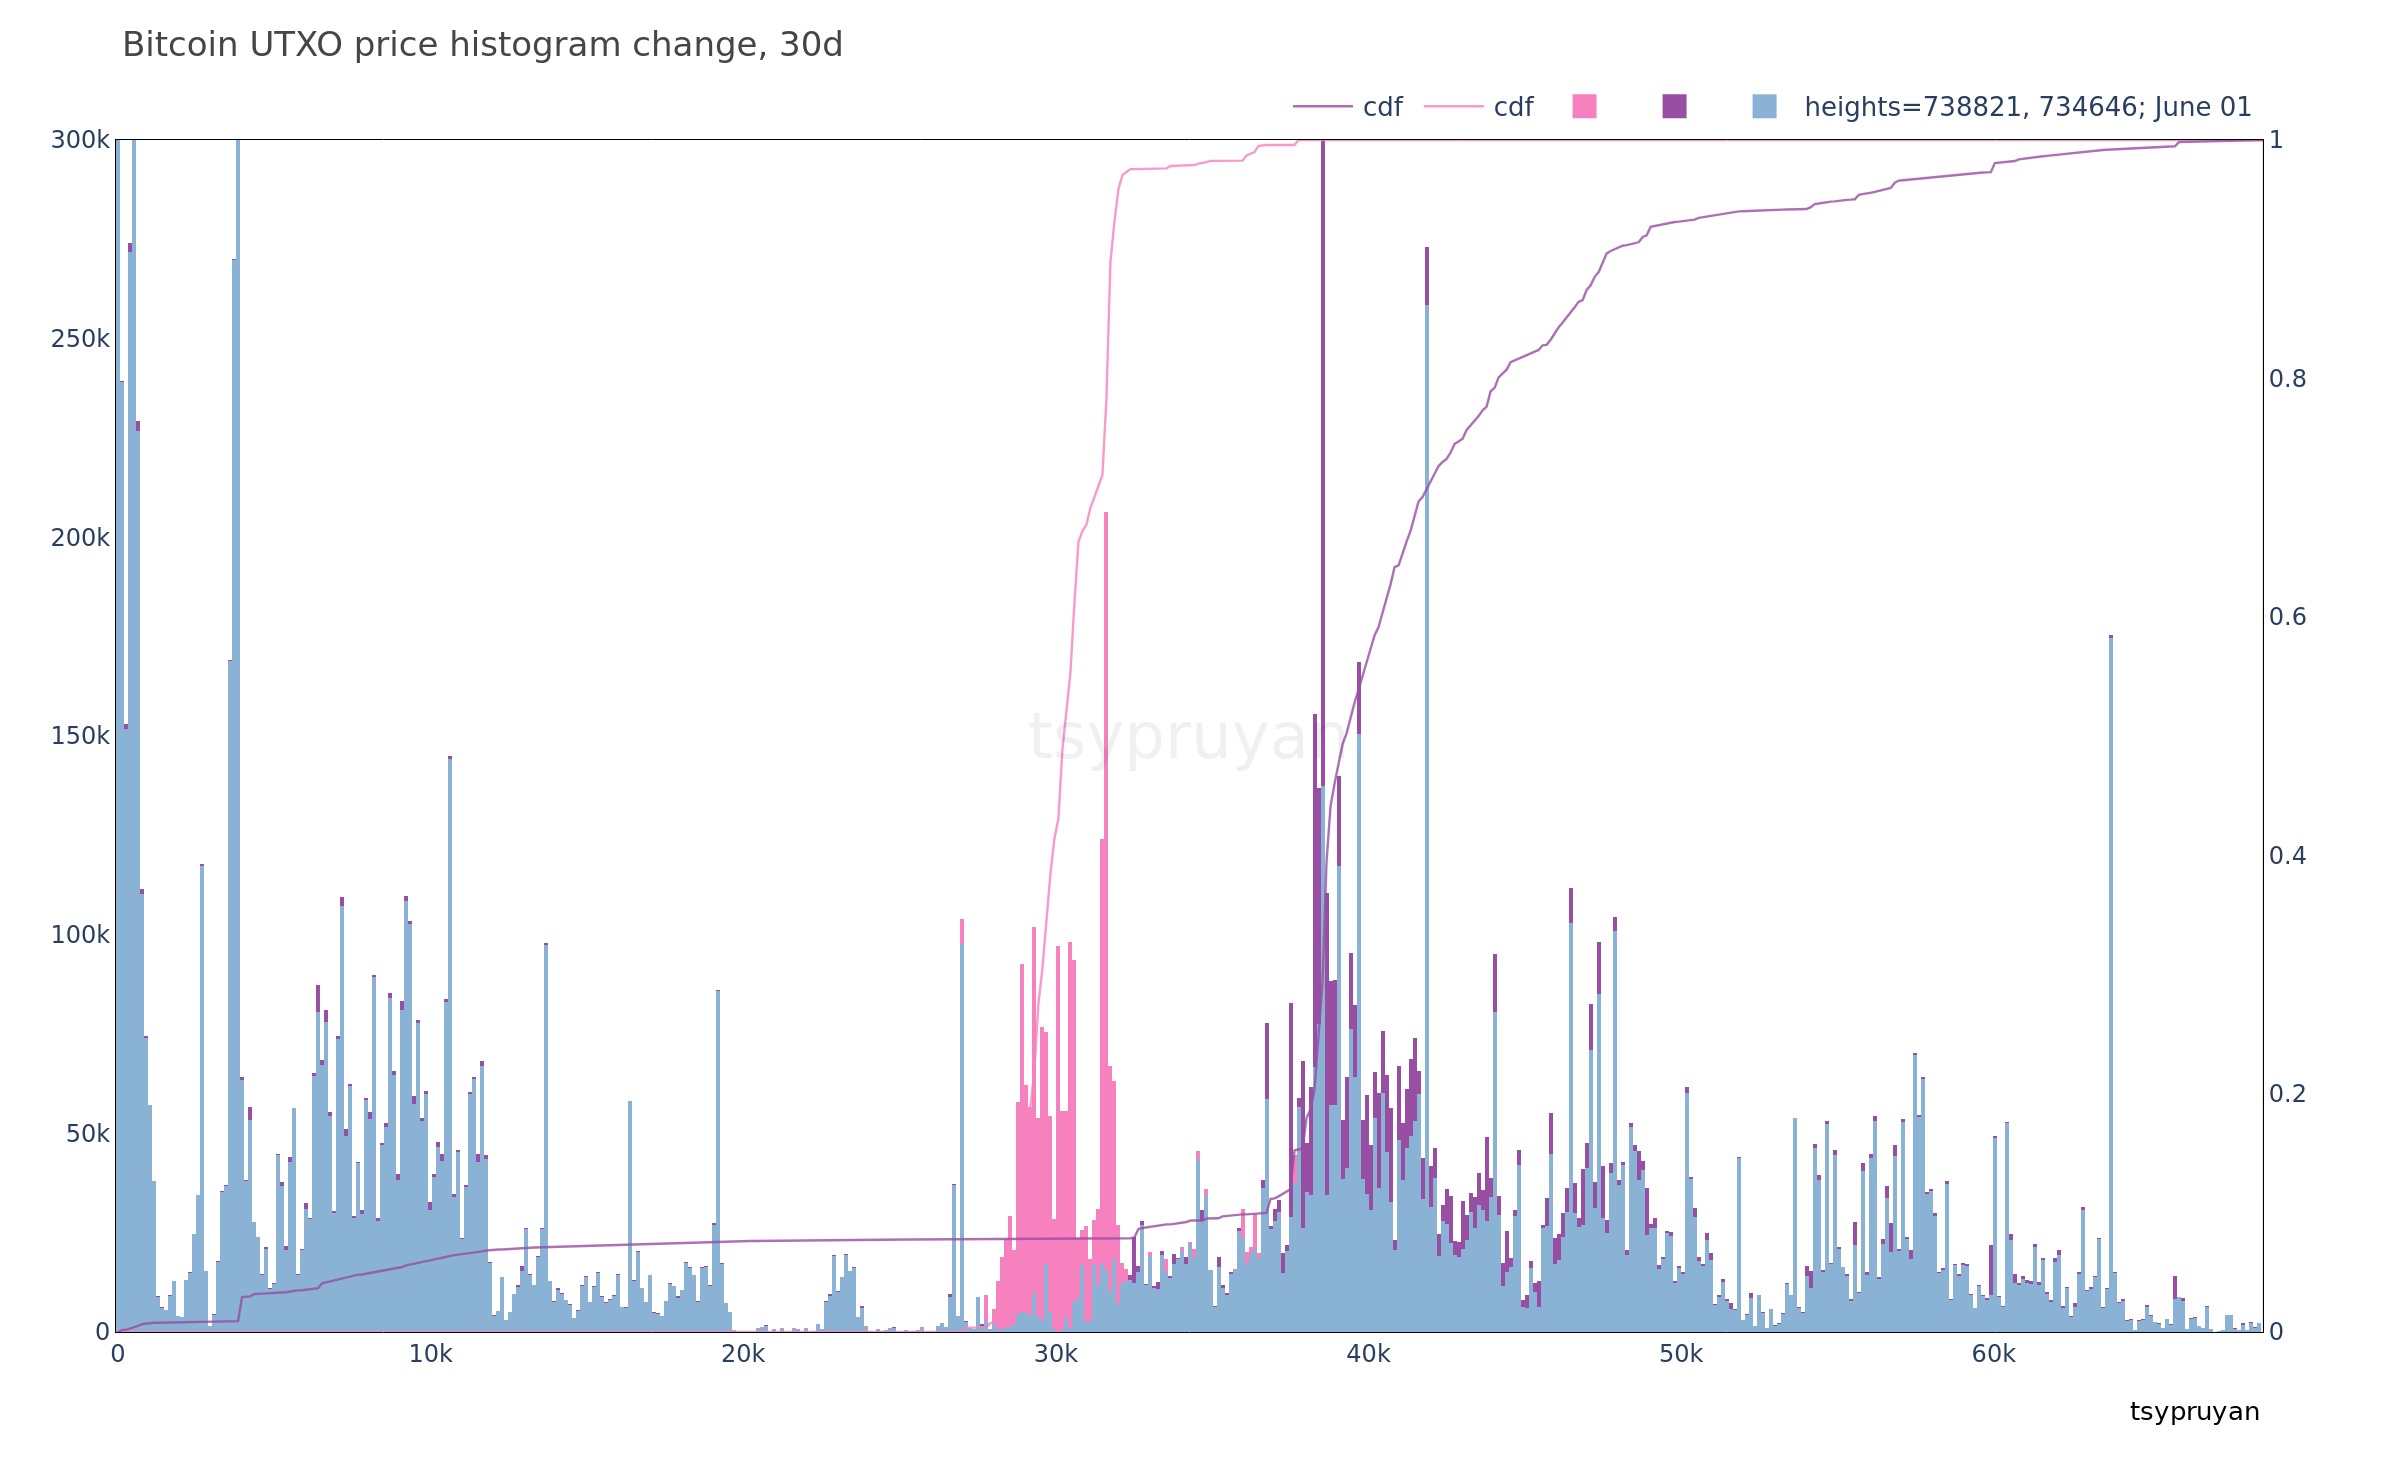 Bitcoin UTXO price histogram change, 30d
cdf cdf heights=738821, 734646; June 01
300k 1
250k
0.8
200k
0.6
150k
tsypruyan
0.4
100k
0.2
50k
0 0
0 10k 20k 30k 40k 50k 60k
tsypruyan